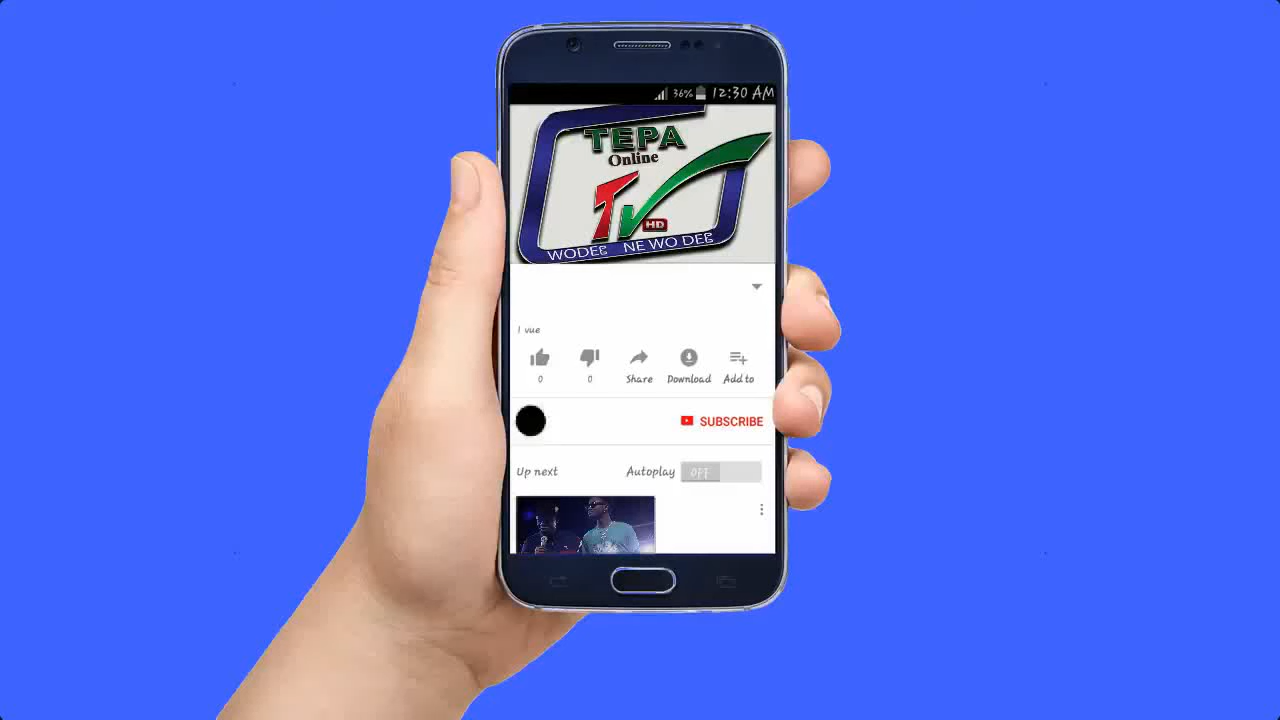 36% 12:30 AM
TEPA
Online
TV
HD
WODEƐ NE WO DEƐ
1 vue
0 0 Share Download Add to
SUBSCRIBE
Up next Autoplay OFF